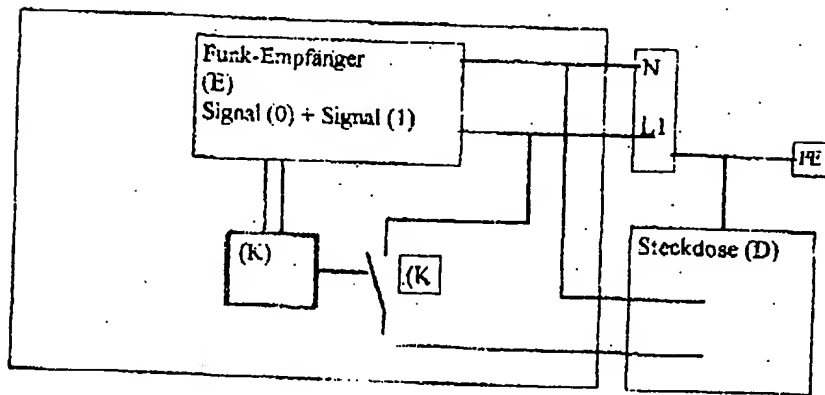 Funk-Empfänger
(E)
Signal (0) + Signal (1)
N
L1
PE
(K)
(K
Steckdose (D)